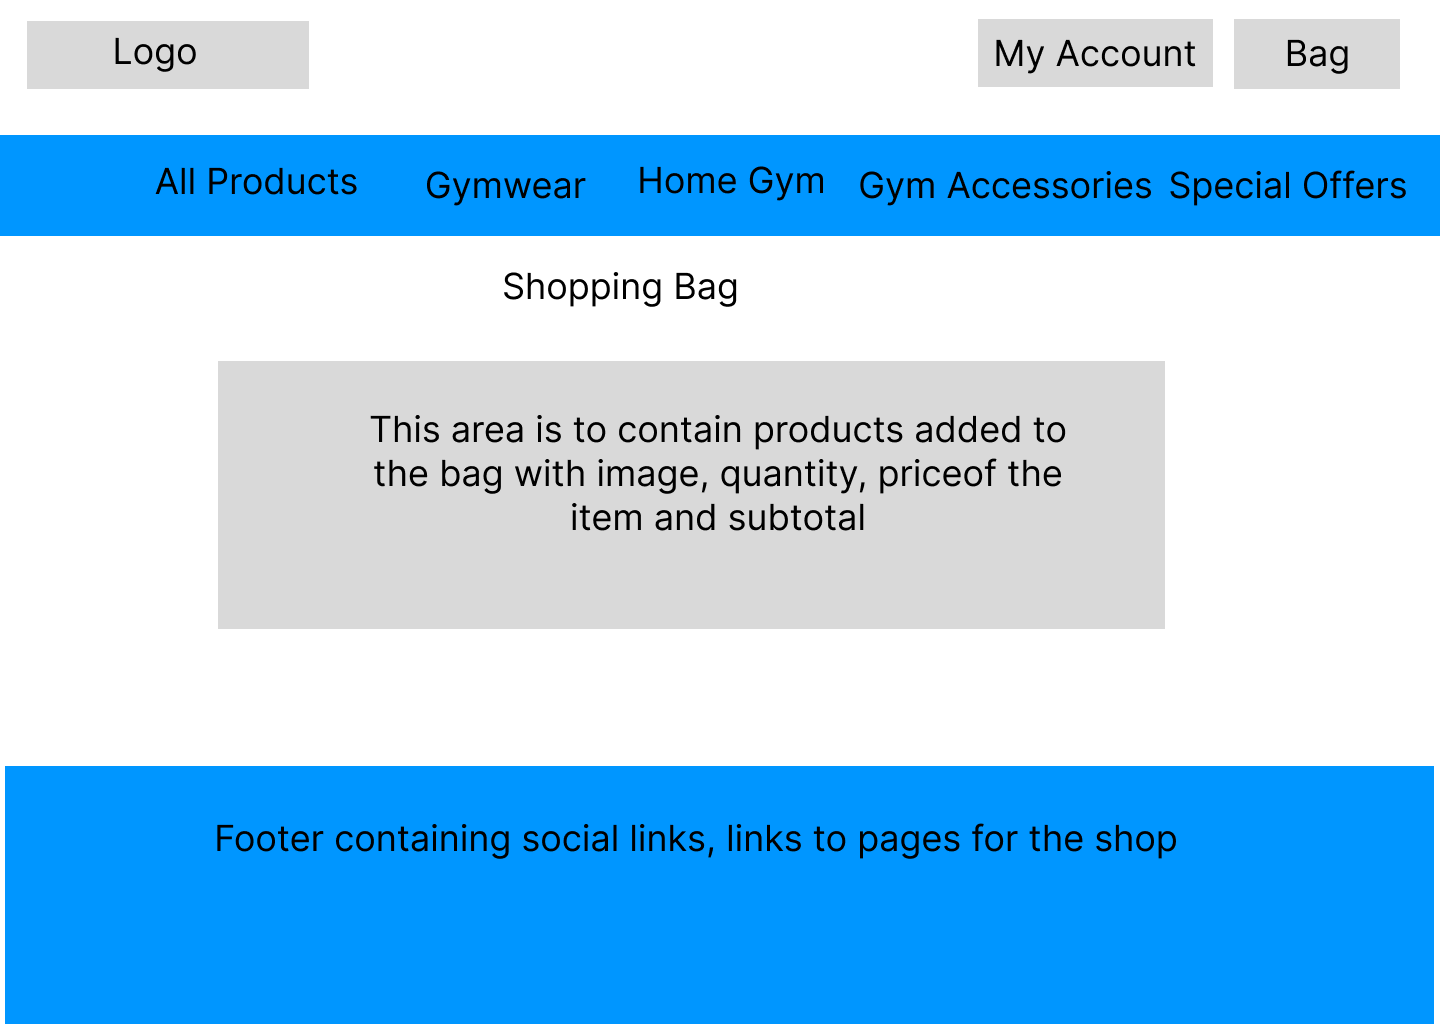 Logo
My Account
Bag
All Products
Gymwear
Home Gym
Gym Accessories
Special Offers
Shopping Bag
This area is to contain products added to
the bag with image, quantity, priceof the
item and subtotal
Footer containing social links, links to pages for the shop